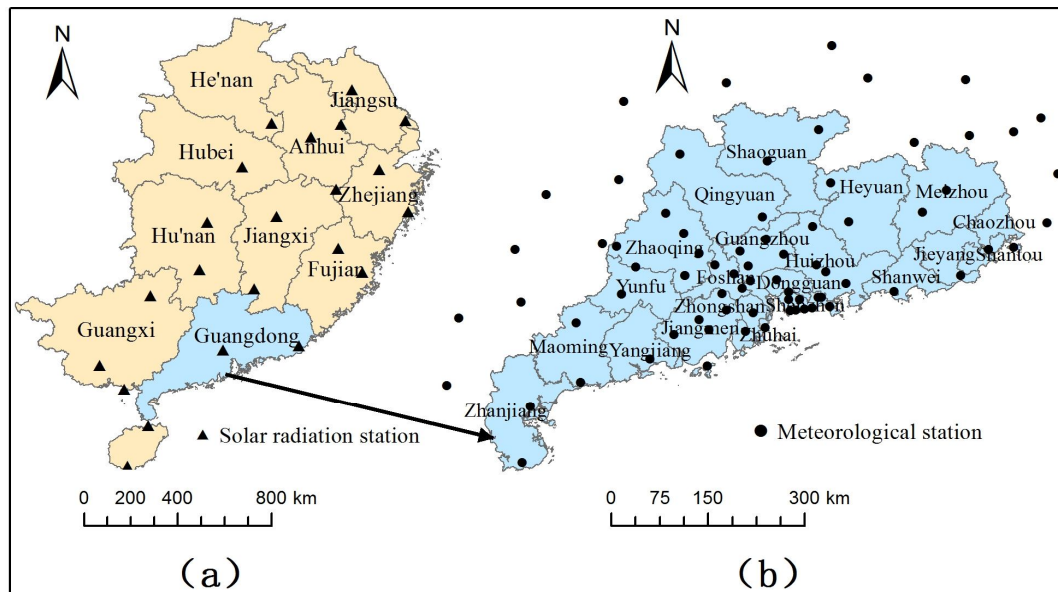 N
He'nan
Jiangsu
Anhui
Hubei
Zhejiang
Hu'nan
Jiangxi
Fujian
Guangxi
Guangdong
▲ Solar radiation station
0 200 400 800 km
(a)
N
Shaoguan
Qingyuan
Heyuan
Meizhou
Chaozhou
Zhaoqing
Guangzhou
Huizhou
Jieyang
Shantou
Yunfu
Foshan
Dongguan
Shanwei
Zhongshan
Shenzhen
Jiangmen
Zhuhai
Maoming
Yangjiang
Zhanjiang
● Meteorological station
0 75 150 300 km
(b)